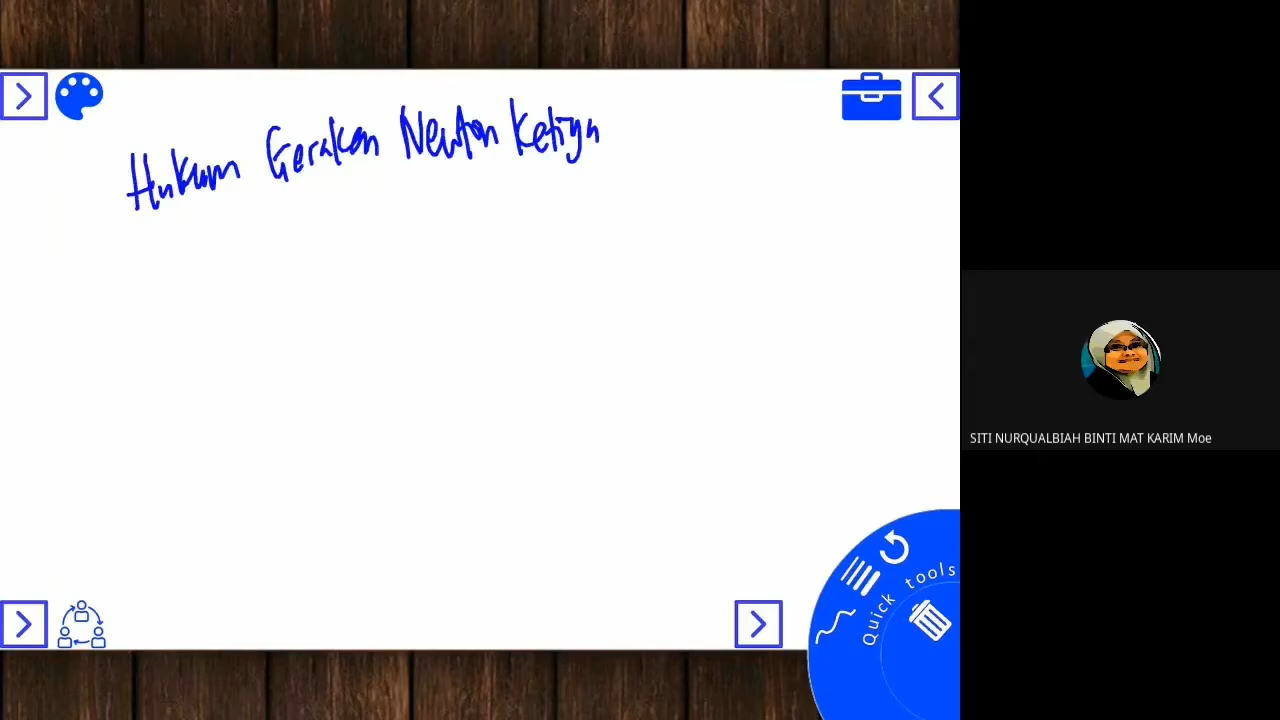 Hukum Gerakan Newton Ketiga
SITI NURQUALBIAH BINTI MAT KARIM Moe
Quick tools